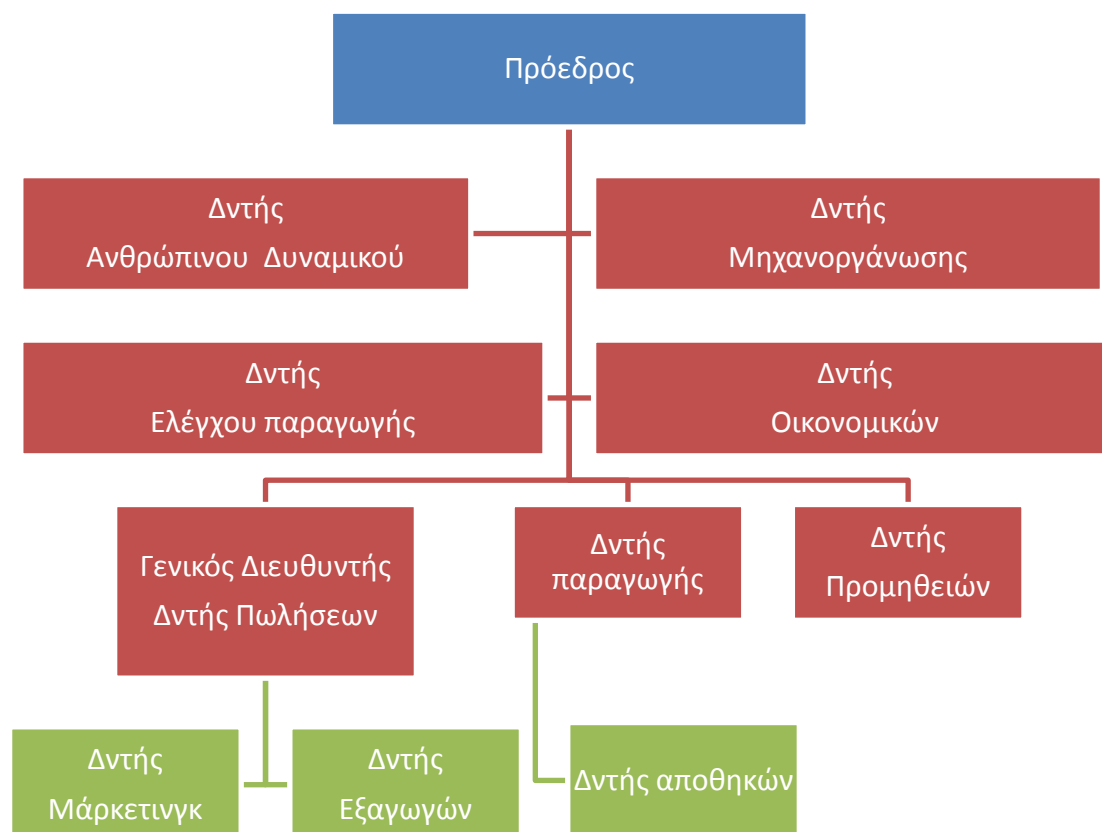 Πρόεδρος
Δντής
Ανθρώπινου Δυναμικού
Δντής
Μηχανοργάνωσης
Δντής
Ελέγχου παραγωγής
Δντής
Οικονομικών
Γενικός Διευθυντής
Δντής Πωλήσεων
Δντής
παραγωγής
Δντής
Προμηθειών
Δντής
Μάρκετινγκ
Δντής
Εξαγωγών
Δντής αποθηκών